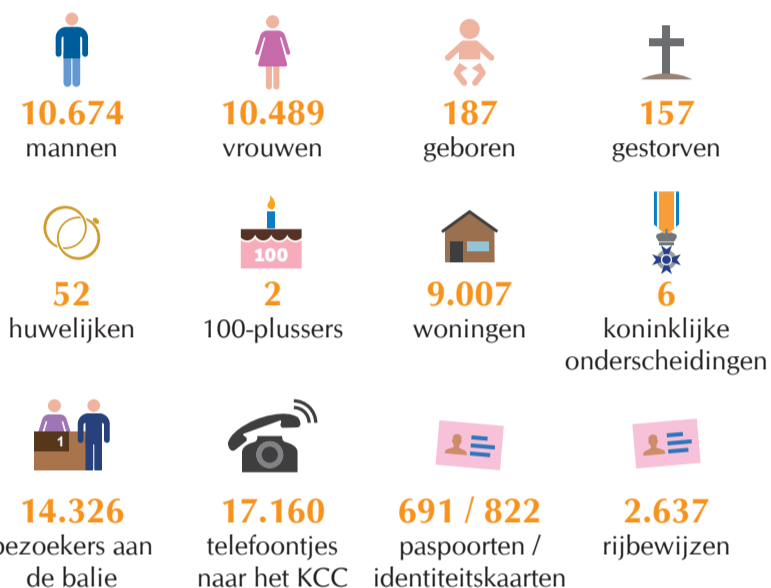 10.674
mannen
10.489
vrouwen
187
geboren
157
gestorven
52
huwelijken
100
2
100-plussers
9.007
woningen
6
koninklijke
onderscheidingen
1
14.326
bezoekers aan
de balie
17.160
telefoontjes
naar het KCC
691 / 822
paspoorten /
identiteitskaarten
2.637
rijbewijzen